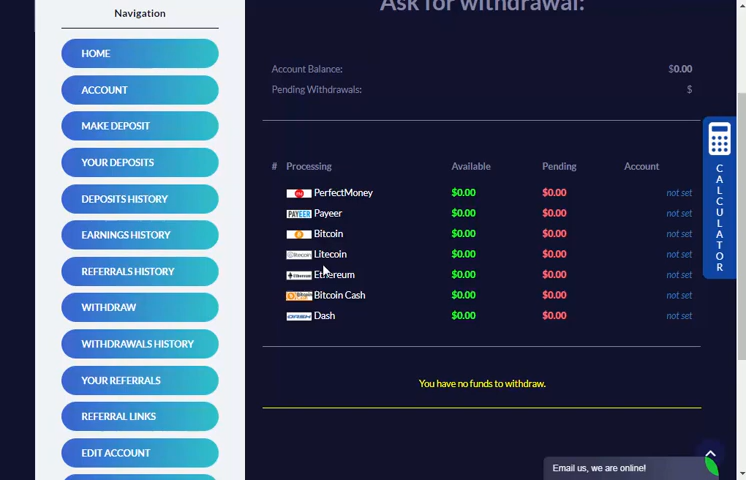 Navigation
HOME
ACCOUNT
MAKE DEPOSIT
YOUR DEPOSITS
DEPOSITS HISTORY
EARNINGS HISTORY
REFERRALS HISTORY
WITHDRAW
WITHDRAWALS HISTORY
YOUR REFERRALS
REFERRAL LINKS
EDIT ACCOUNT
Ask for withdrawal:
Account Balance: $0.00
Pending Withdrawals: $
# Processing Available Pending Account
PerfectMoney $0.00 $0.00 not set
PAYEER Payeer $0.00 $0.00 not set
Bitcoin $0.00 $0.00 not set
Litecoin $0.00 $0.00 not set
Ethereum $0.00 $0.00 not set
Bitcoin Cash $0.00 $0.00 not set
Dash $0.00 $0.00 not set
You have no funds to withdraw.
CALCULATOR
Email us, we are online!